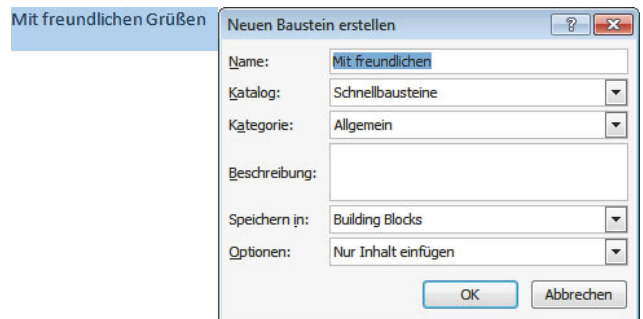 Mit freundlichen Grüßen
Neuen Baustein erstellen
Name: Mit freundlichen
Katalog: Schnellbausteine
Kategorie: Allgemein
Beschreibung:
Speichern in: Building Blocks
Optionen: Nur Inhalt einfügen
OK Abbrechen